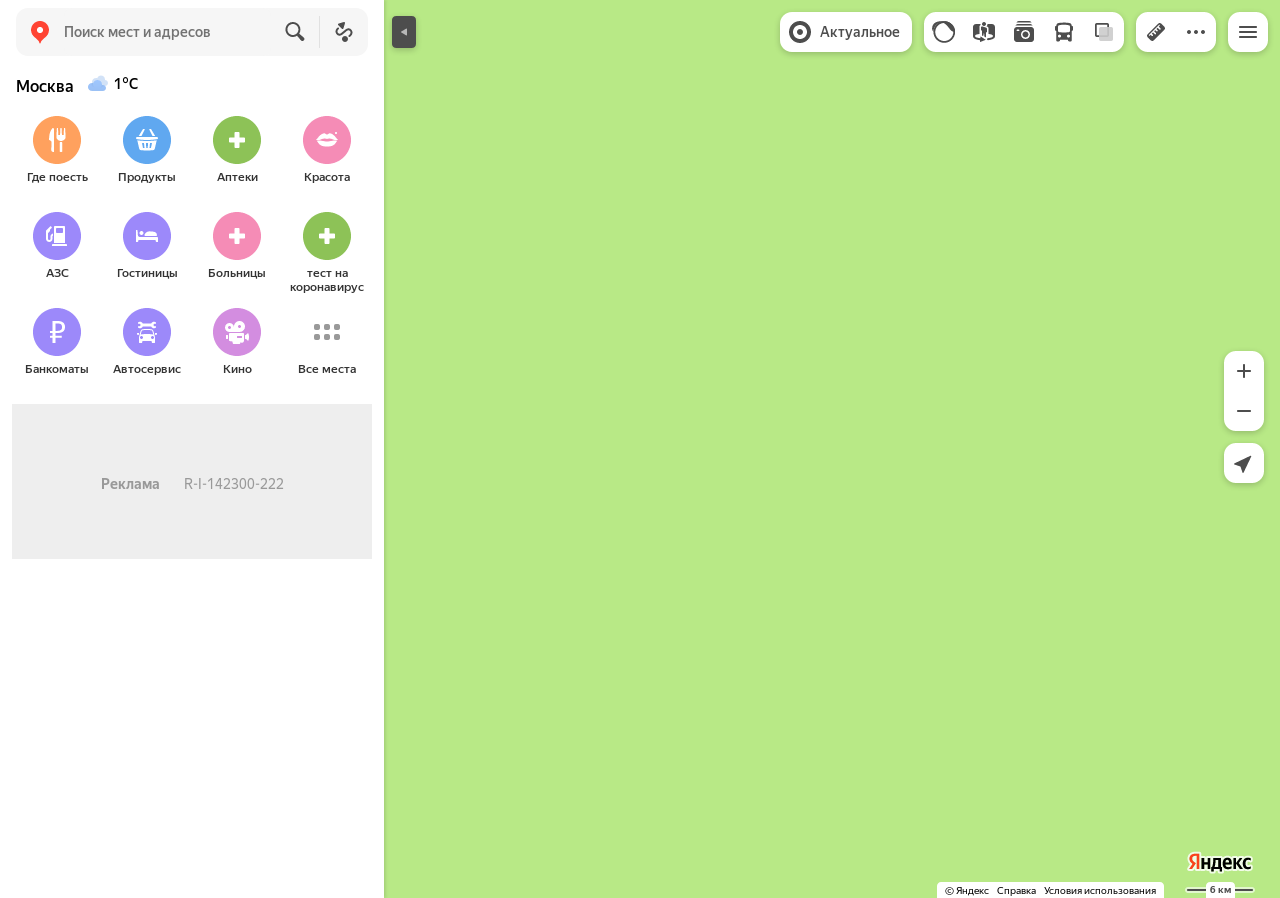 Поиск мест и адресов
Актуальное
Москва
1°C
Где поесть
Продукты
Аптеки
Красота
АЗС
Гостиницы
Больницы
тест на
коронавирус
Банкоматы
Автосервис
Кино
Все места
Реклама R-I-142300-222
Яндекс
© Яндекс Справка Условия использования
6 км